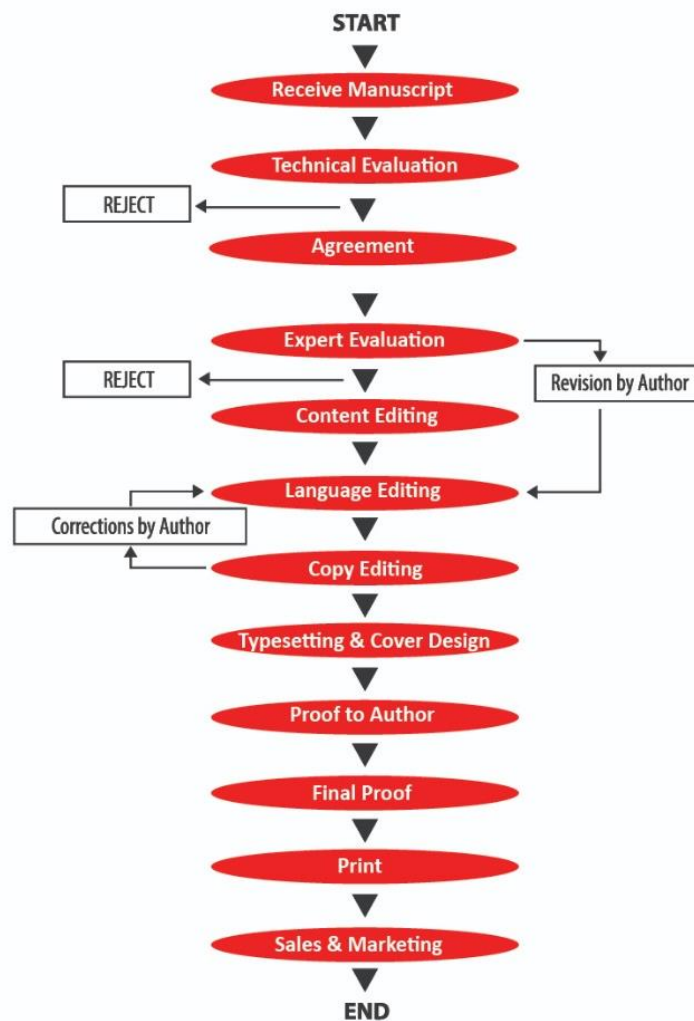 START
Receive Manuscript
Technical Evaluation
REJECT
Agreement
Expert Evaluation
REJECT
Revision by Author
Content Editing
Language Editing
Corrections by Author
Copy Editing
Typesetting & Cover Design
Proof to Author
Final Proof
Print
Sales & Marketing
END